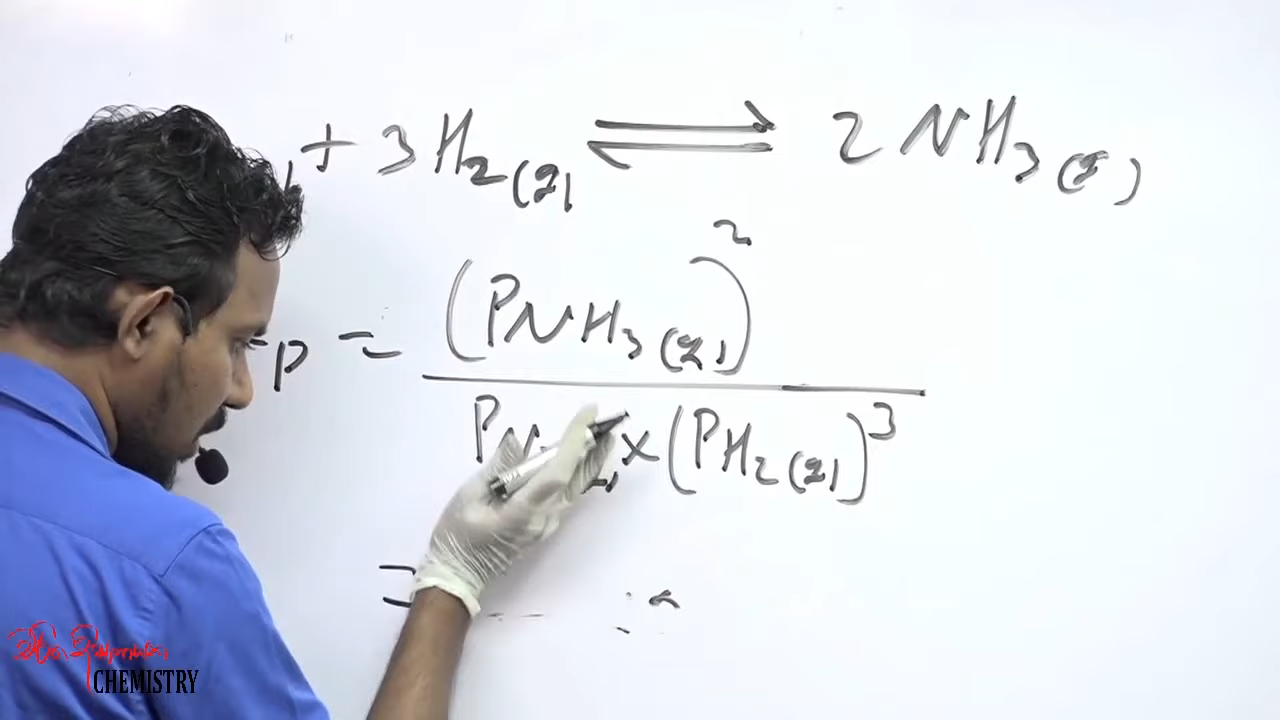 + 3H₂(g) ⇌ 2NH₃(g)
p = (PNH₃(g))²
P × (PH₂(g))³
=
CHEMISTRY